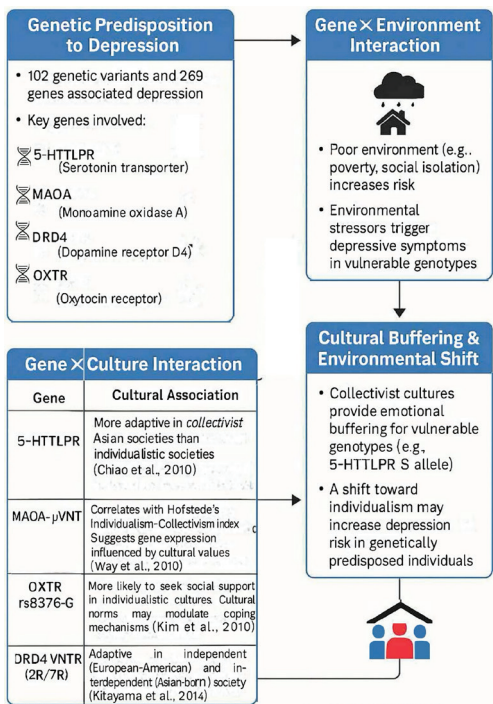 Genetic Predisposition
to Depression
• 102 genetic variants and 269
genes associated depression
• Key genes involved:
5-HTTLPR
(Serotonin transporter)
MAOA
(Monoamine oxidase A)
DRD4
(Dopamine receptor D4)
OXTR
(Oxytocin receptor)
Gene × Environment
Interaction
• Poor environment (e.g.,
poverty, social isolation)
increases risk
• Environmental
stressors trigger
depressive symptoms
in vulnerable genotypes
Cultural Buffering &
Environmental Shift
• Collectivist cultures
provide emotional
buffering for vulnerable
genotypes (e.g.,
5-HTTLPR S allele)
• A shift toward
individualism may
increase depression
risk in genetically
predisposed individuals
Gene × Culture Interaction
Gene
Cultural Association
5-HTTLPR
More adaptive in collectivist
Asian societies than
individualistic societies
(Chiao et al., 2010)
MAOA-μVNT
Correlates with Hofstede's
Individualism-Collectivism index
Suggests gene expression
influenced by cultural values
(Way et al., 2010)
OXTR
rs8376-G
More likely to seek social support
in individualistic cultures. Cultural
norms may modulate coping
mechanisms (Kim et al., 2010)
DRD4 VNTR
(2R/7R)
Adaptive in independent
(European-American) and in-
terdependent (Asian-born) society
(Kitayama et al., 2014)